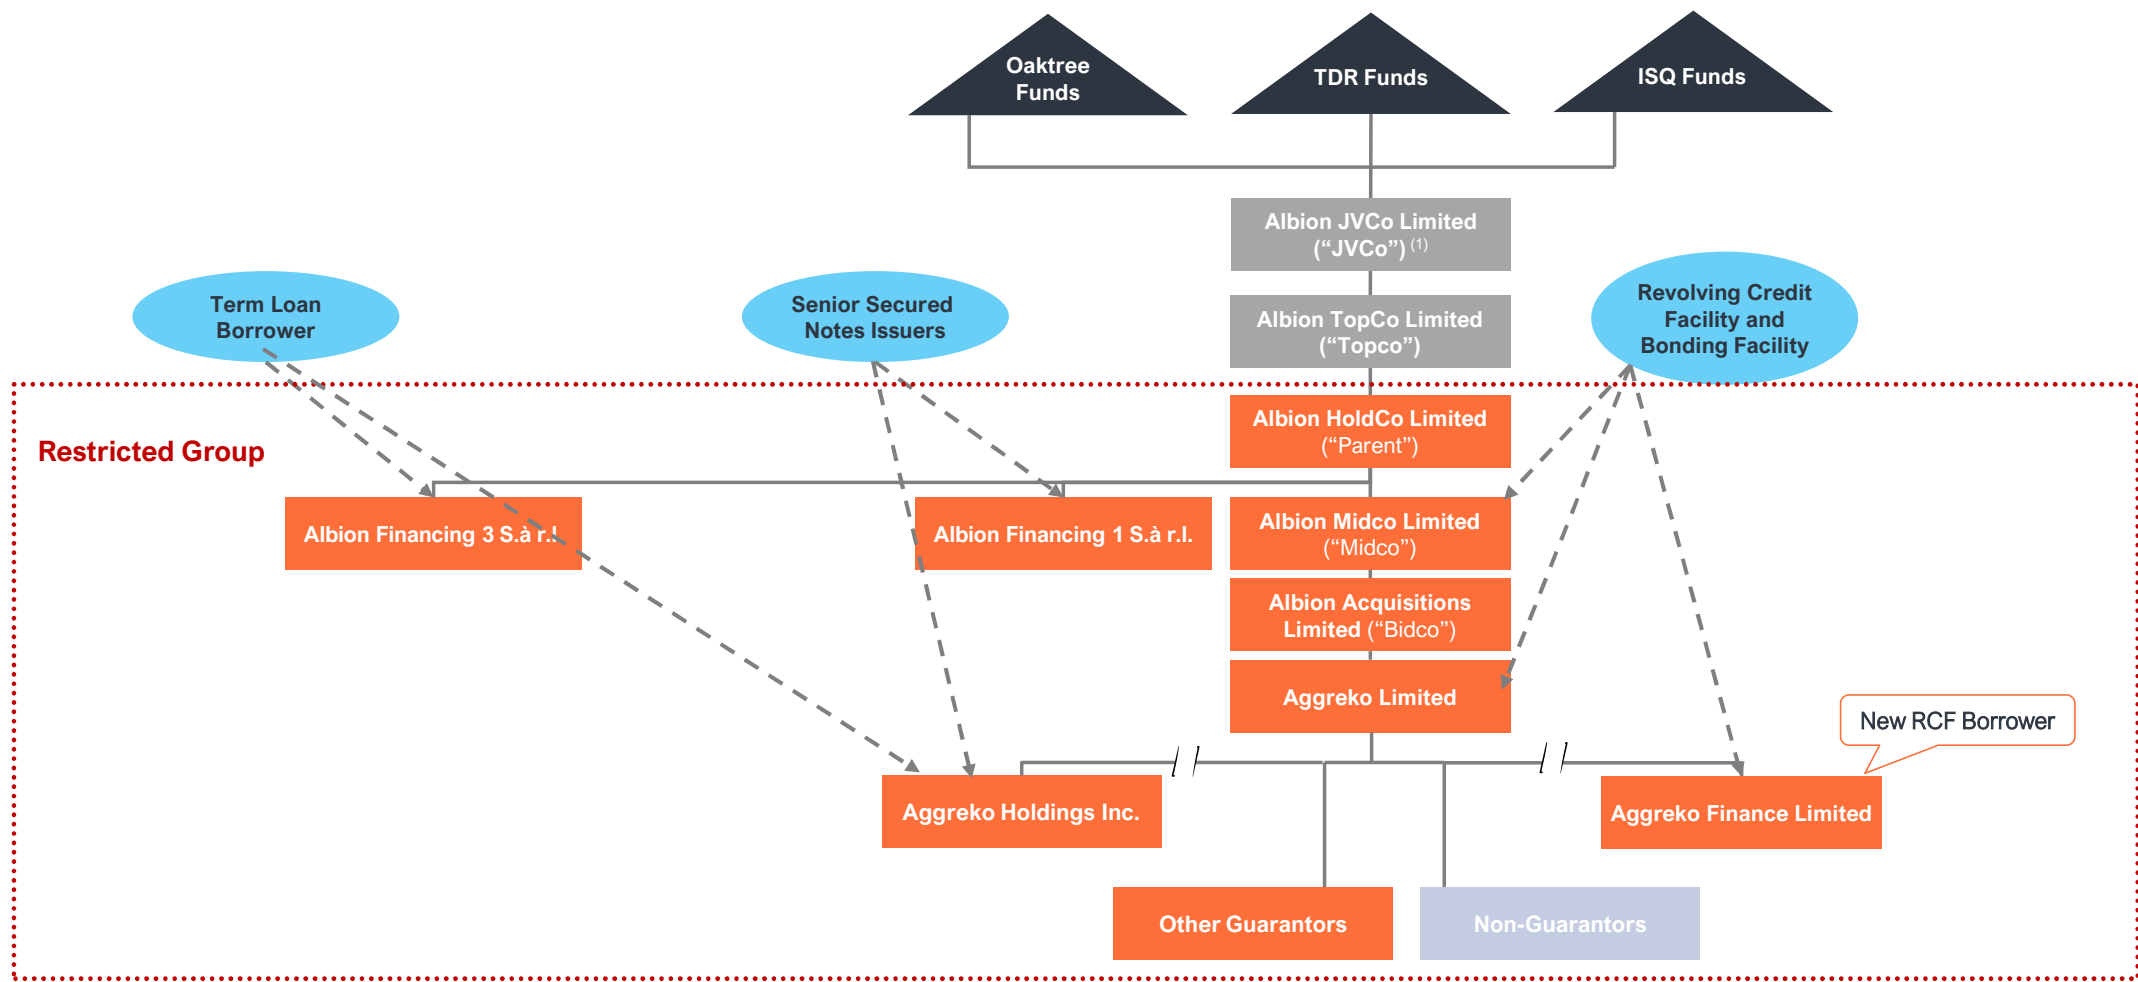 Oaktree
Funds
TDR Funds
ISQ Funds
Albion JVCo Limited
(“JVCo”) (1)
Term Loan
Borrower
Senior Secured
Notes Issuers
Albion TopCo Limited
(“Topco”)
Revolving Credit
Facility and
Bonding Facility
Restricted Group
Albion HoldCo Limited
(“Parent”)
Albion Financing 3 S.à r.l.
Albion Financing 1 S.à r.l.
Albion Midco Limited
(“Midco”)
Albion Acquisitions
Limited (“Bidco”)
Aggreko Limited
New RCF Borrower
Aggreko Holdings Inc.
Aggreko Finance Limited
Other Guarantors
Non-Guarantors